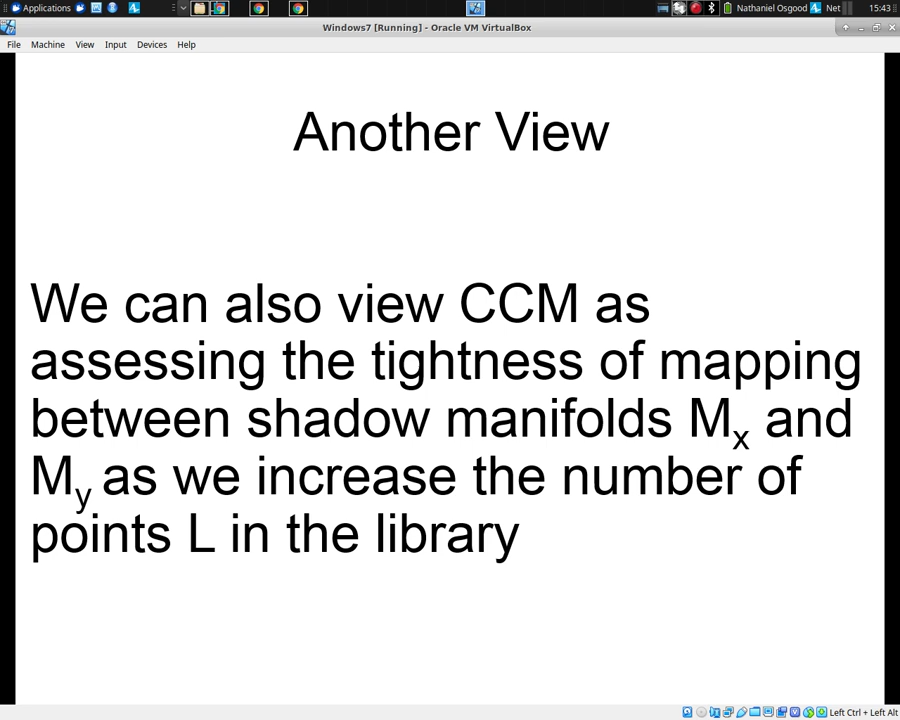 Applications Nathaniel Osgood Net 15:43
Windows7 [Running] - Oracle VM VirtualBox
File Machine View Input Devices Help
Another View
We can also view CCM as
assessing the tightness of mapping
between shadow manifolds Mx and
My as we increase the number of
points L in the library
Left Ctrl + Left Alt